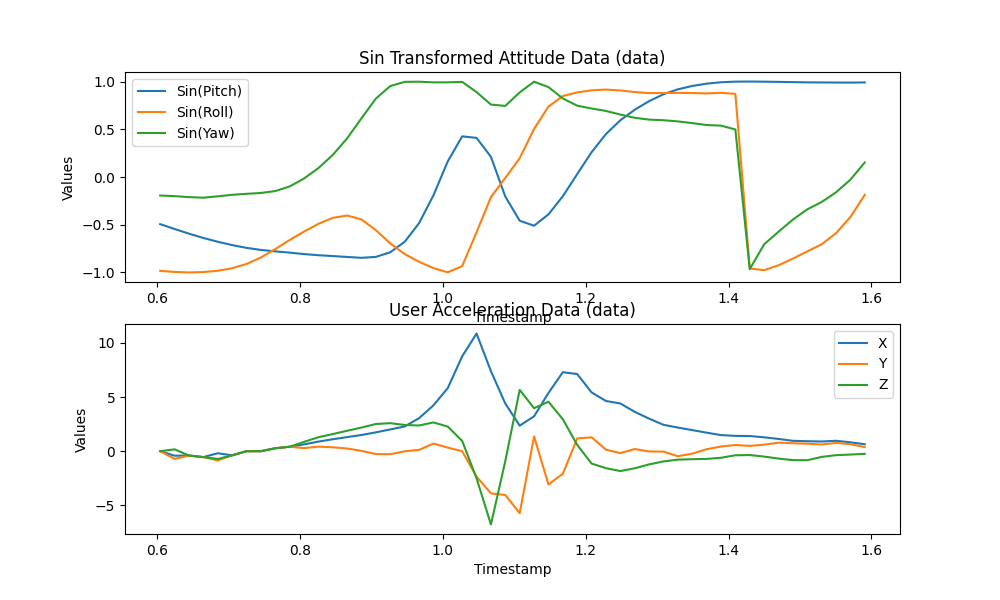 Sin Transformed Attitude Data (data)
1.0
0.5
0.0
−0.5
−1.0
Values
Sin(Pitch)
Sin(Roll)
Sin(Yaw)
0.6 0.8 1.0 1.2 1.4 1.6
Timestamp
User Acceleration Data (data)
10
5
0
−5
Values
X
Y
Z
0.6 0.8 1.0 1.2 1.4 1.6
Timestamp